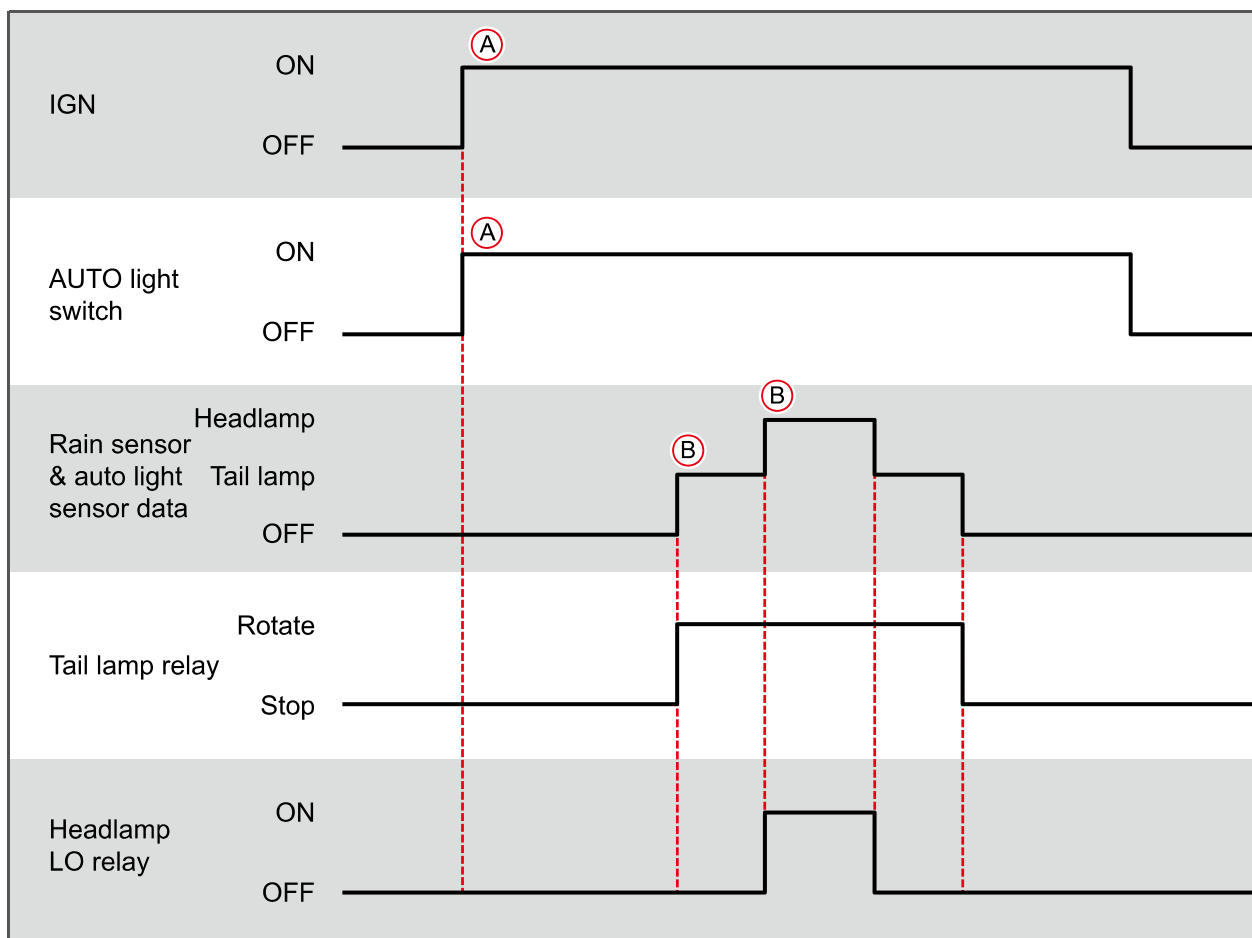 A
ON
IGN
OFF
A
ON
AUTO light
switch
OFF
B
Headlamp
Rain sensor
B
& auto light
Tail lamp
sensor data
OFF
Rotate
Tail lamp relay
Stop
ON
Headlamp
LO relay
OFF